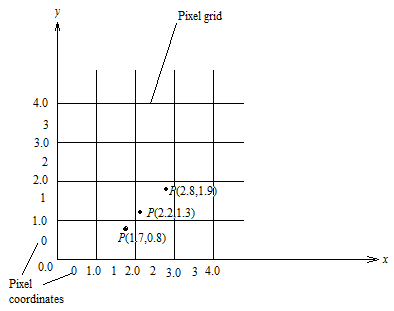 y
Pixel grid
4.0
3
3.0
2
2.0
P(2.8,1.9)
1
P(2.2,1.3)
1.0
P(1.7,0.8)
0
0.0
x
0 1.0 1 2.0 2 3.0 3 4.0
Pixel
coordinates